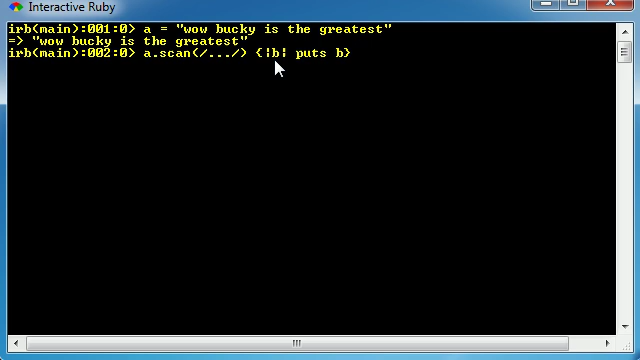 Interactive Ruby
irb(main):001:0> a = "wow bucky is the greatest"
=> "wow bucky is the greatest"
irb(main):002:0> a.scan(/.../) {|b| puts b}